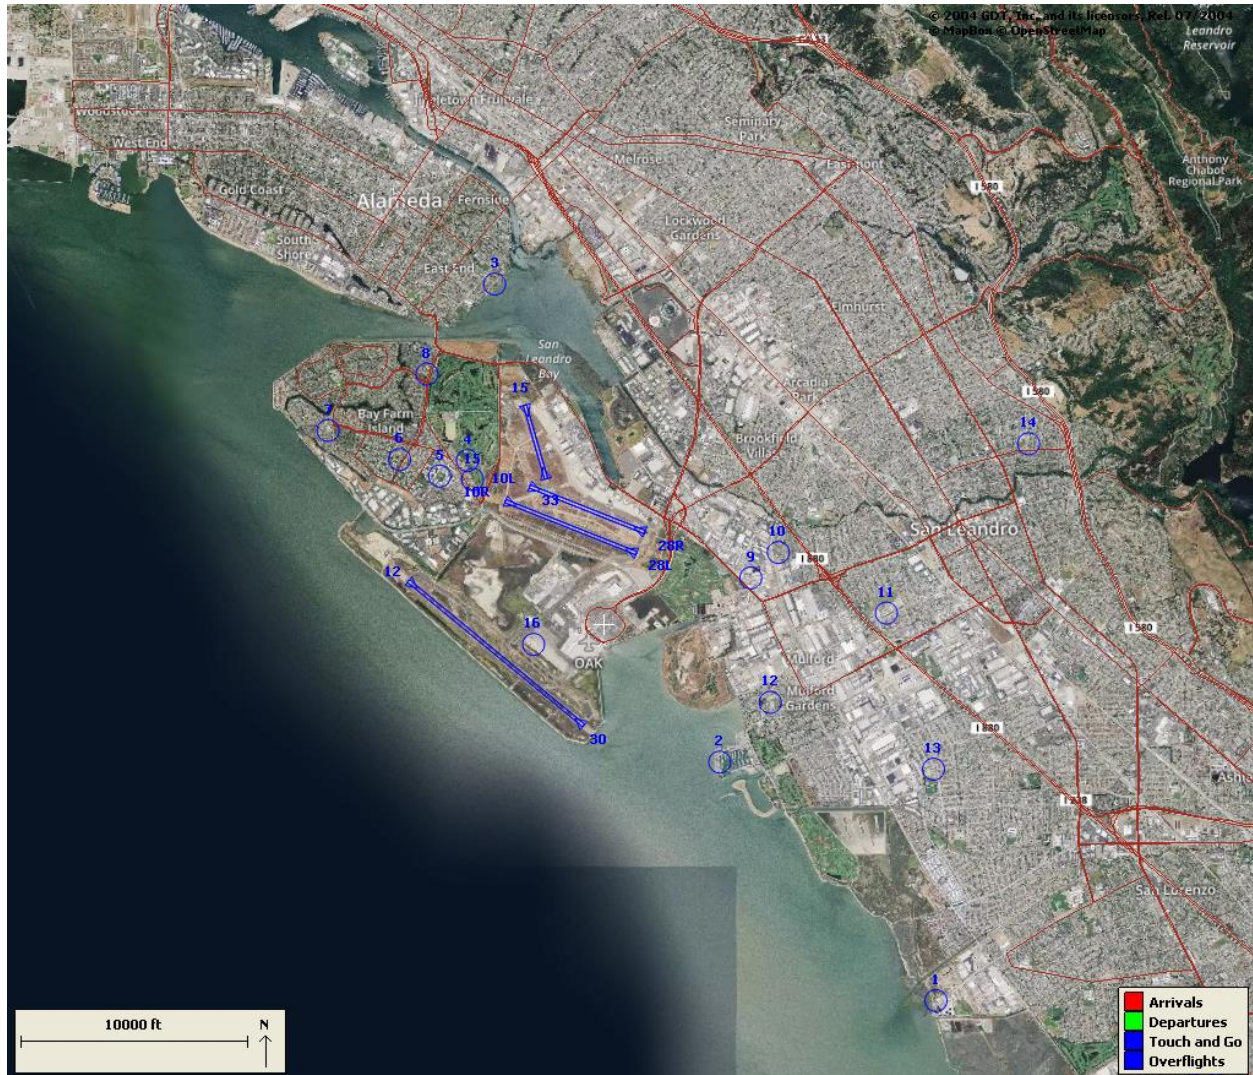 © 2004 GDT, Inc. and its licensors, Rel. 07/2004
© MapBox © OpenStreetMap
Leandro
Reservoir
Fruitvale
Woodstock
West End
Seminary
Park
Melrose
Eastmont
I 580
Anthony
Chabot
Regional Park
Gold Coast
Alameda
Fernside
Lockwood
Gardens
South
Shore
East End
3
Elmhurst
San
Leandro
Bay
8
15
Arcadia
Park
I 580
Bay Farm
Island
7
14
Brookfield
Village
6
5
4
15
10L
10R
33
San Leandro
28R
28L
10
9
I 880
12
11
16
I 580
OAK
Mulford
12
Mulford
Gardens
30
2
I 880
13
I 238
San Lorenzo
1
10000 ft
N
Arrivals
Departures
Touch and Go
Overflights